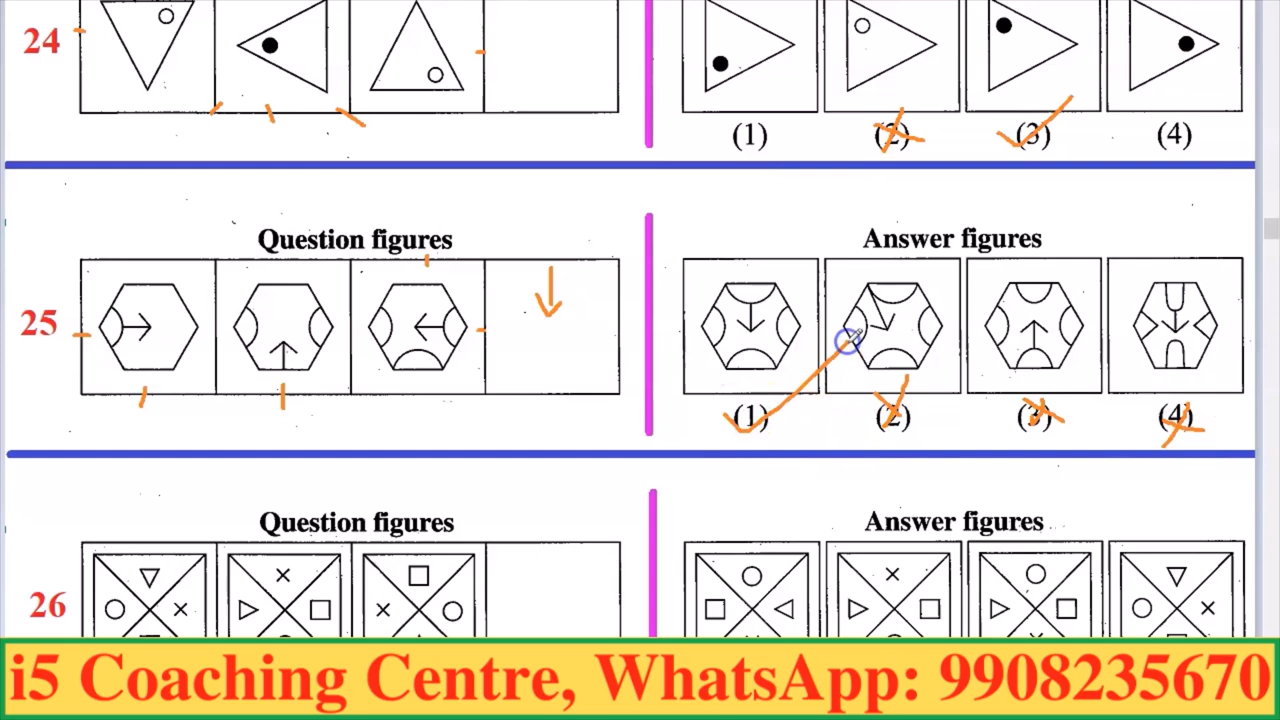 24
(1) (2) (3) (4)
Question figures
Answer figures
25
(1) (2) (3) (4)
Question figures
Answer figures
26
i5 Coaching Centre, WhatsApp: 9908235670